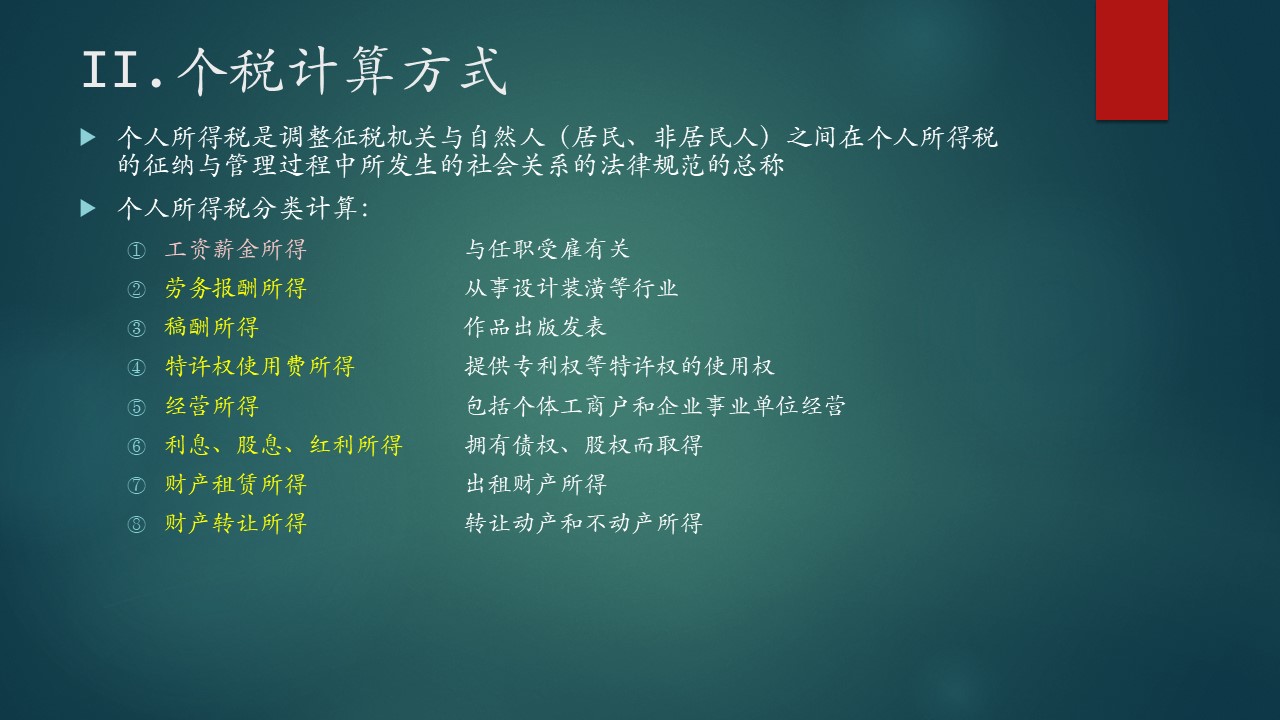 II.个税计算方式
个人所得税是调整征税机关与自然人（居民、非居民人）之间在个人所得税
的征纳与管理过程中所发生的社会关系的法律规范的总称
个人所得税分类计算：
① 工资薪金所得 与任职受雇有关
② 劳务报酬所得 从事设计装潢等行业
③ 稿酬所得 作品出版发表
④ 特许权使用费所得 提供专利权等特许权的使用权
⑤ 经营所得 包括个体工商户和企业事业单位经营
⑥ 利息、股息、红利所得 拥有债权、股权而取得
⑦ 财产租赁所得 出租财产所得
⑧ 财产转让所得 转让动产和不动产所得